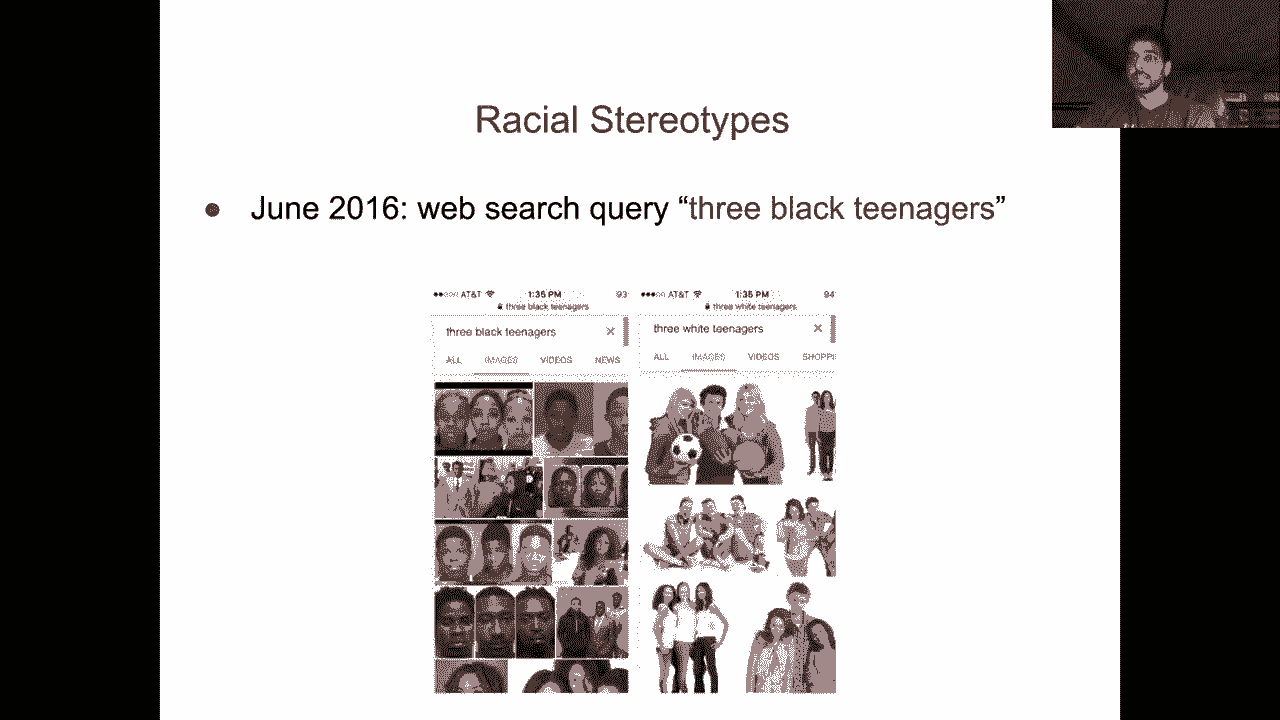 Racial Stereotypes
● June 2016: web search query “three black teenagers”
●●○○○ AT&T 1:35 PM 93
three black teenagers
three black teenagers ✕
ALL IMAGES VIDEOS NEWS
●●●○○ AT&T 1:35 PM 94
three white teenagers
three white teenagers ✕
ALL IMAGES VIDEOS SHOPPI